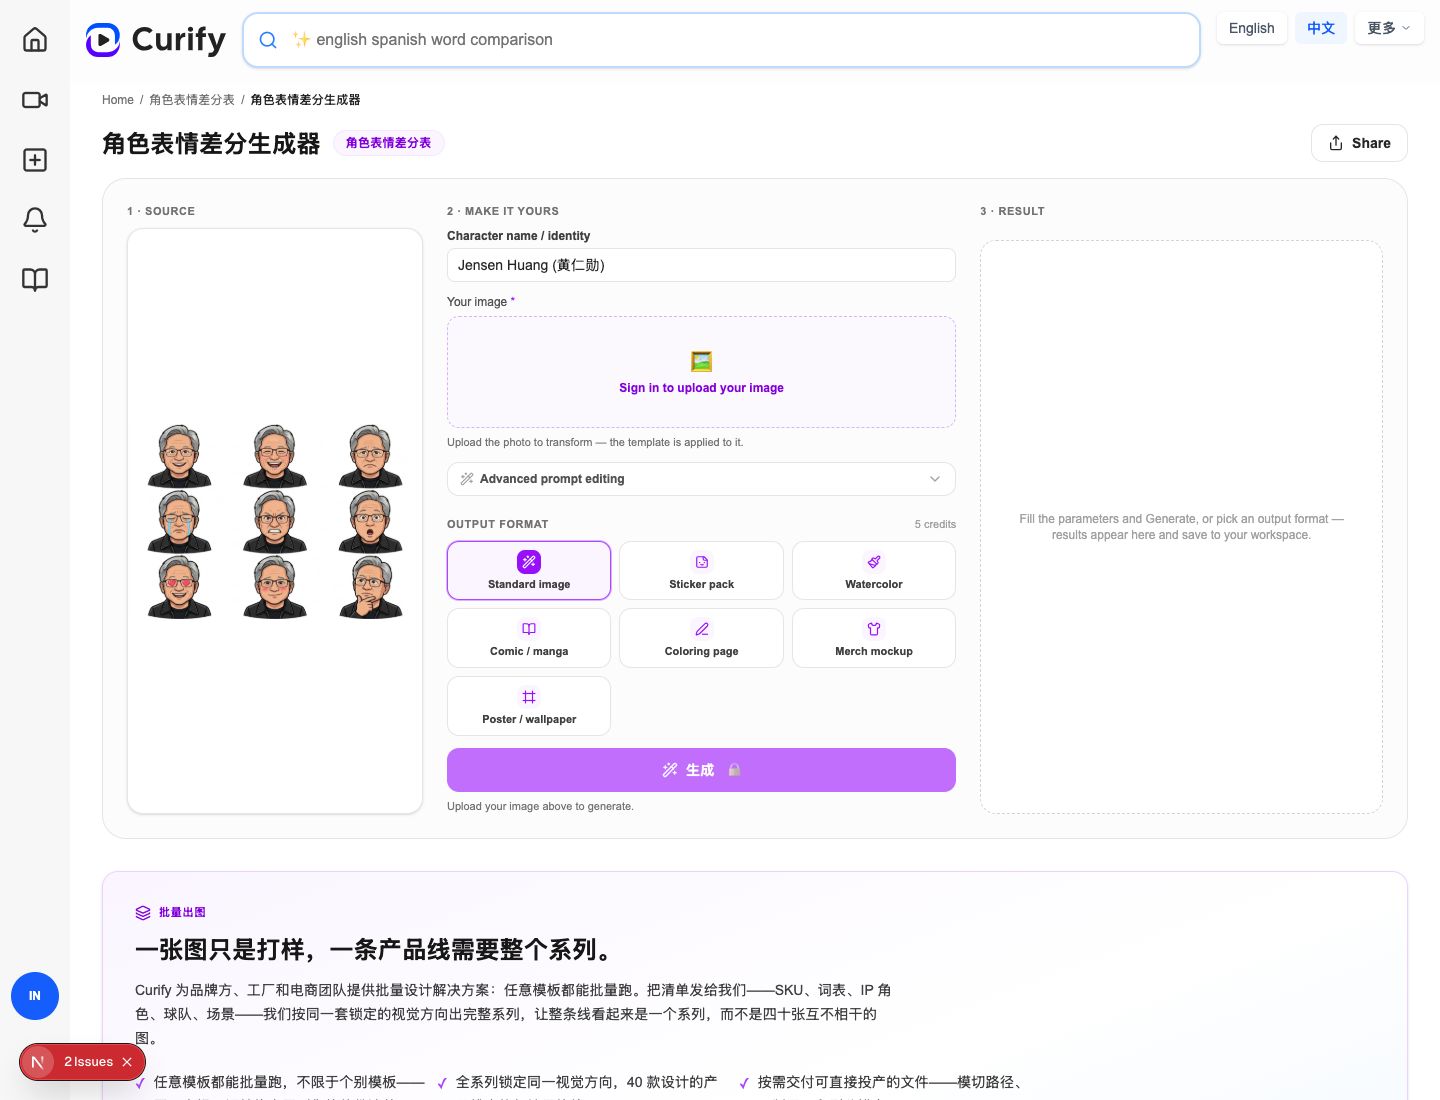 Curify
✨ english spanish word comparison
English
中文
更多
Home / 角色表情差分表 / 角色表情差分生成器
角色表情差分生成器
角色表情差分表
Share
1 · SOURCE
2 · MAKE IT YOURS
Character name / identity
Jensen Huang (黄仁勋)
Your image *
Sign in to upload your image
Upload the photo to transform — the template is applied to it.
Advanced prompt editing
OUTPUT FORMAT
5 credits
Standard image
Sticker pack
Watercolor
Comic / manga
Coloring page
Merch mockup
Poster / wallpaper
生成
Upload your image above to generate.
3 · RESULT
Fill the parameters and Generate, or pick an output format —
results appear here and save to your workspace.
批量出图
一张图只是打样，一条产品线需要整个系列。
Curify 为品牌方、工厂和电商团队提供批量设计解决方案：任意模板都能批量跑。把清单发给我们——SKU、词表、IP 角
色、球队、场景——我们按同一套锁定的视觉方向出完整系列，让整条线看起来是一个系列，而不是四十张互不相干的
图。
✓ 任意模板都能批量跑，不限于个别模板——
✓ 全系列锁定同一视觉方向，40 款设计的产
✓ 按需交付可直接投产的文件——模切路径、
IN
N
2 Issues